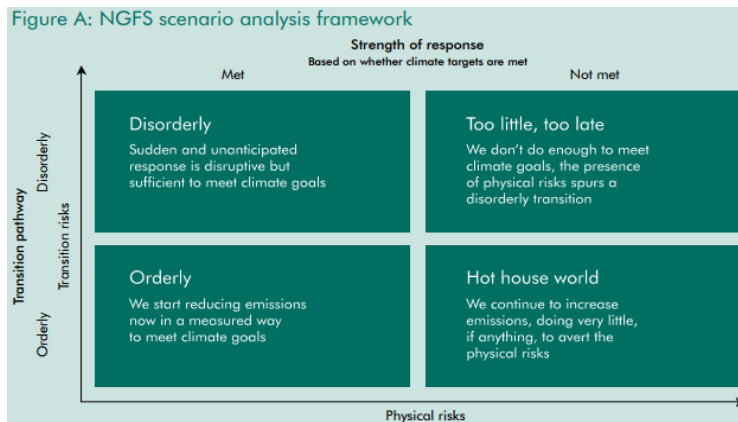 Figure A: NGFS scenario analysis framework
Strength of response
Based on whether climate targets are met
Met
Not met
Transition pathway
Disorderly
Orderly
Transition risks
Disorderly
Sudden and unanticipated
response is disruptive but
sufficient to meet climate goals
Too little, too late
We don't do enough to meet
climate goals, the presence
of physical risks spurs a
disorderly transition
Orderly
We start reducing emissions
now in a measured way
to meet climate goals
Hot house world
We continue to increase
emissions, doing very little,
if anything, to avert the
physical risks
Physical risks